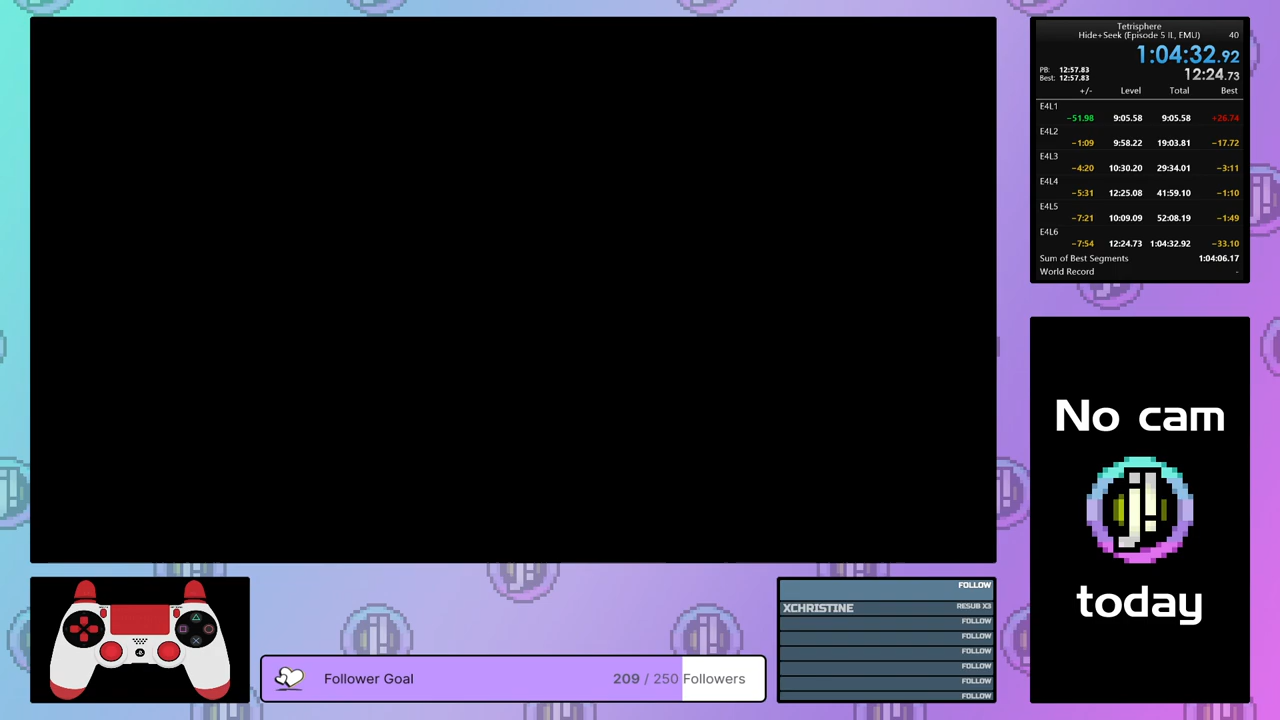 Tetrisphere
Hide+Seek (Episode 5 IL, EMU) 40
1:04:32.92
PB: 12:57.83
Best: 12:57.83
12:24.73
+/- Level Total Best
E4L1
−51.98 9:05.58 9:05.58 +26.74
E4L2
−1:09 9:58.22 19:03.81 −17.72
E4L3
−4:20 10:30.20 29:34.01 −3:11
E4L4
−5:31 12:25.08 41:59.10 −1:10
E4L5
−7:21 10:09.09 52:08.19 −1:49
E4L6
−7:54 12:24.73 1:04:32.92 −33.10
Sum of Best Segments 1:04:06.17
World Record -
No cam
today
Follower Goal 209 / 250 Followers
FOLLOW
XCHRISTINE RESUB X3
FOLLOW
FOLLOW
FOLLOW
FOLLOW
FOLLOW
FOLLOW